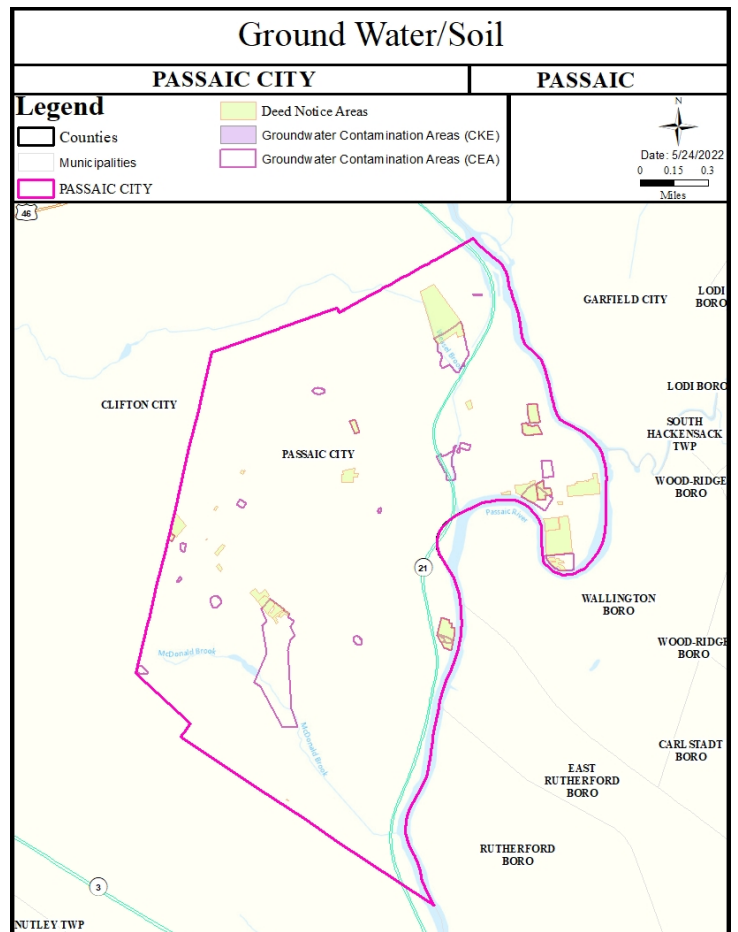 Ground Water/Soil
PASSAIC CITY
PASSAIC
Legend
Counties
Municipalities
PASSAIC CITY
Deed Notice Areas
Groundwater Contamination Areas (CKE)
Groundwater Contamination Areas (CEA)
N
Date: 5/24/2022
0 0.15 0.3
Miles
46
GARFIELD CITY
LODI
BORO
LODI BORO
CLIFTON CITY
SOUTH
HACKENSACK
TWP
PASSAIC CITY
WOOD-RIDGE
BORO
Passaic River
21
WALLINGTON
BORO
WOOD-RIDGE
BORO
McDonald Brook
McDonald Brook
CARLSTADT
BORO
EAST
RUTHERFORD
BORO
RUTHERFORD
BORO
3
NUTLEY TWP